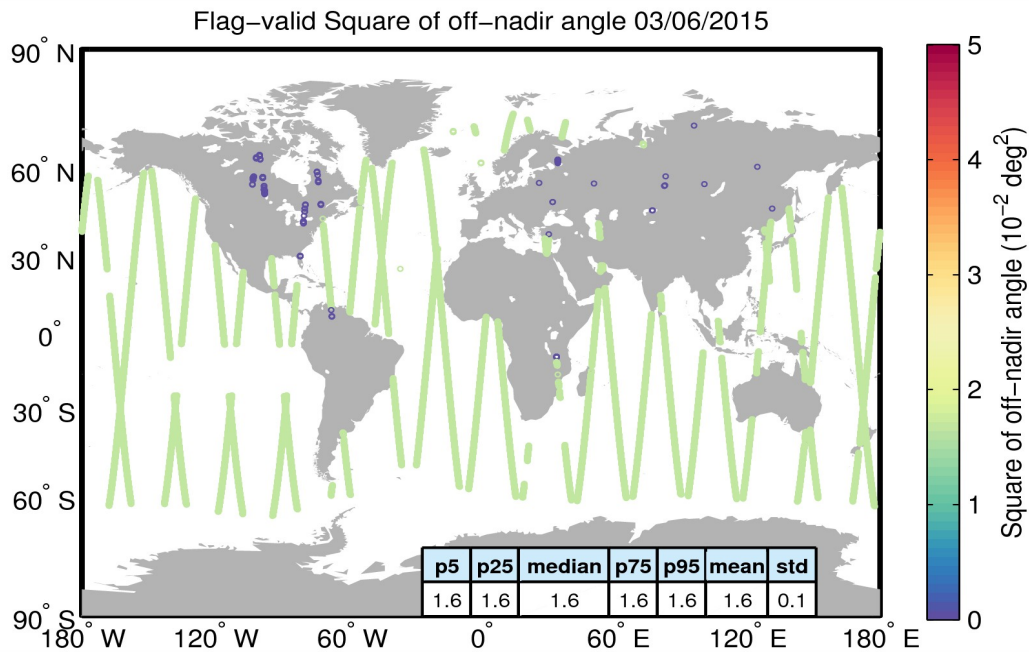 Flag-valid Square of off-nadir angle 03/06/2015
90° N
60° N
30° N
0°
30° S
60° S
90° S
180° W
120° W
60° W
0°
60° E
120° E
180° E
p5 p25 median p75 p95 mean std
1.6 1.6 1.6 1.6 1.6 1.6 0.1
5
4
3
2
1
0
Square of off-nadir angle (10⁻² deg²)